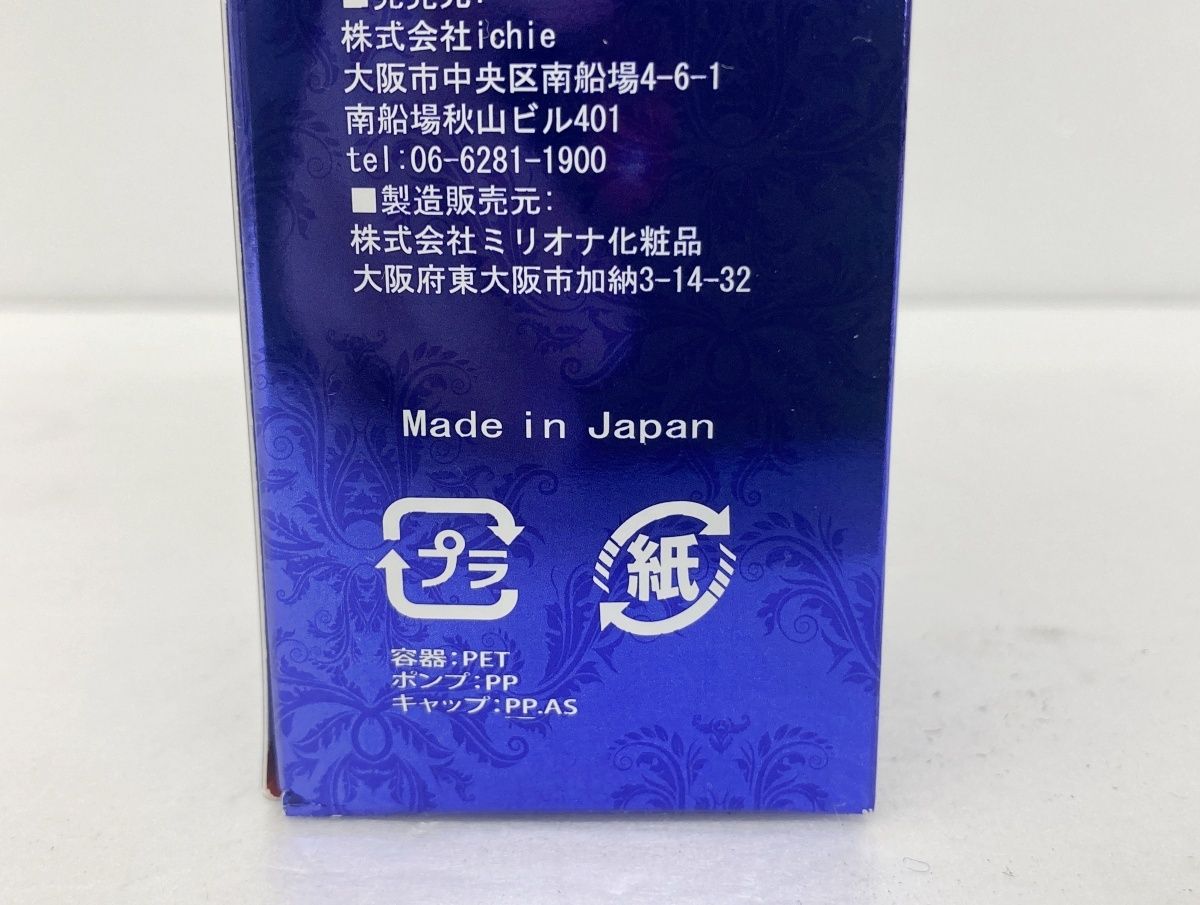 ■発売元:
株式会社ichie
大阪市中央区南船場4-6-1
南船場秋山ビル401
tel:06-6281-1900
■製造販売元:
株式会社ミリオナ化粧品
大阪府東大阪市加納3-14-32
Made in Japan
プラ 紙
容器:PET
ポンプ:PP
キャップ:PP.AS